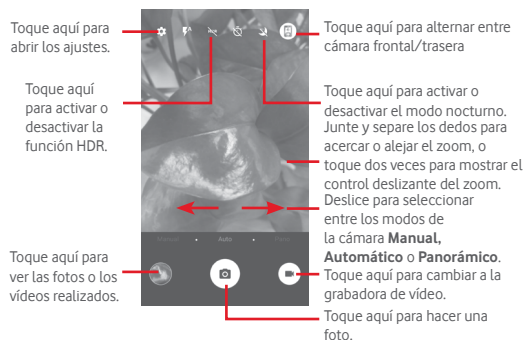 Toque aquí para
abrir los ajustes.
Toque aquí
para activar o
desactivar la
función HDR.
Toque aquí para
ver las fotos o los
vídeos realizados.
Auto
Toque aquí para alternar entre
cámara frontal/trasera
Toque aquí para activar o
desactivar el modo nocturno.
Junte y separe los dedos para
acercar o alejar el zoom, o
toque dos veces para mostrar el
control deslizante del zoom.
Deslice para seleccionar
entre los modos de
la cámara Manual,
Automático o Panorámico.
Toque aquí para cambiar a la
grabadora de vídeo.
Toque aquí para hacer una
foto.